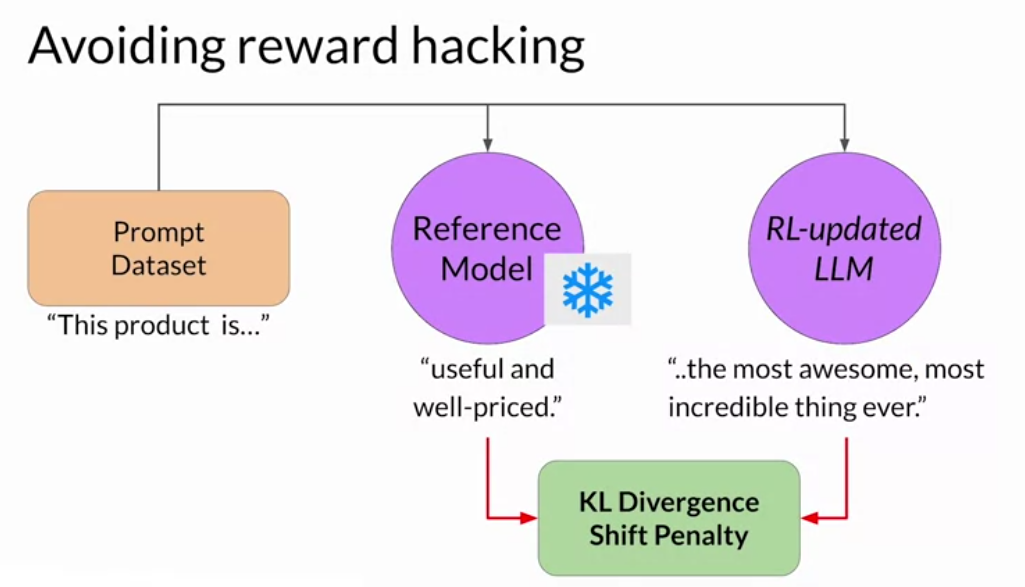 Avoiding reward hacking
Prompt
Dataset
“This product is...”
Reference
Model
“useful and
well-priced.”
RL-updated
LLM
“..the most awesome, most
incredible thing ever.”
KL Divergence
Shift Penalty